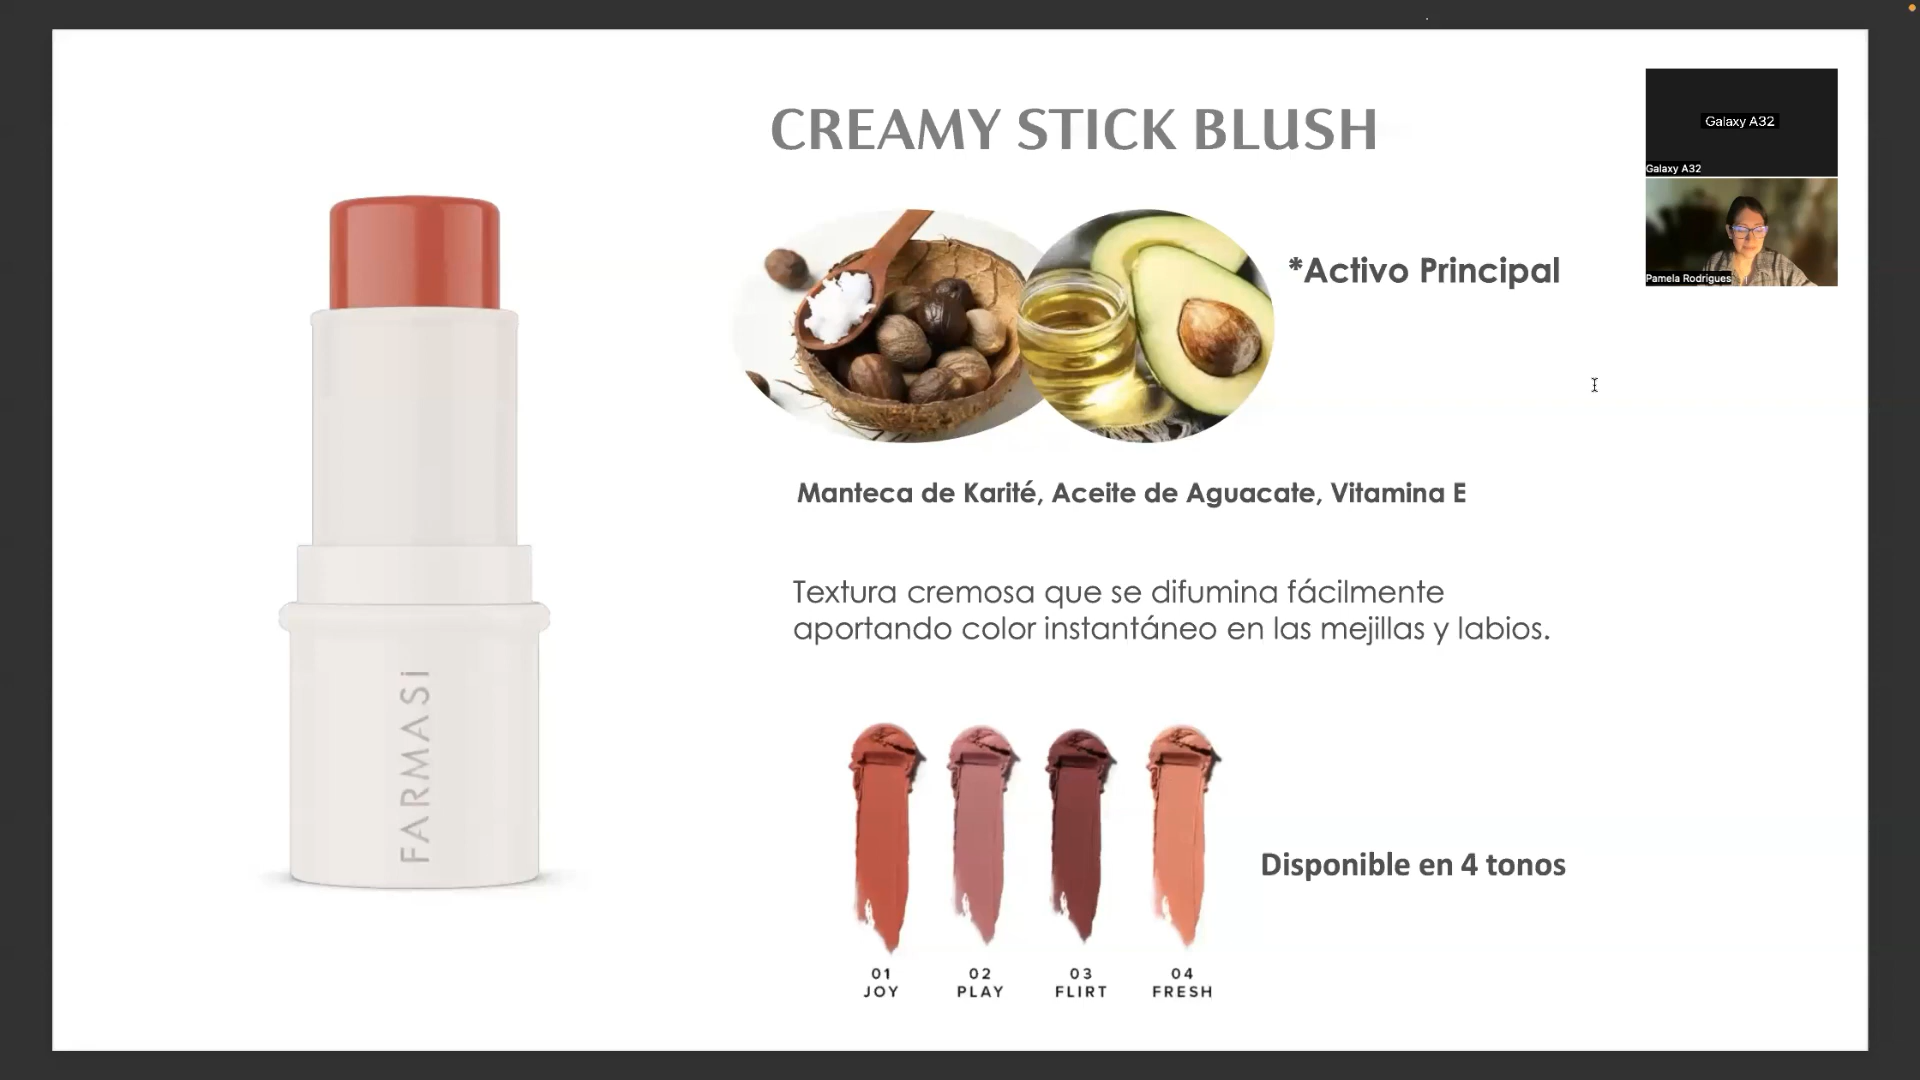 CREAMY STICK BLUSH
Galaxy A32
Galaxy A32
Pamela Rodrigues
*Activo Principal
Manteca de Karité, Aceite de Aguacate, Vitamina E
Textura cremosa que se difumina fácilmente
aportando color instantáneo en las mejillas y labios.
FARMASi
Disponible en 4 tonos
01 02 03 04
JOY PLAY FLIRT FRESH